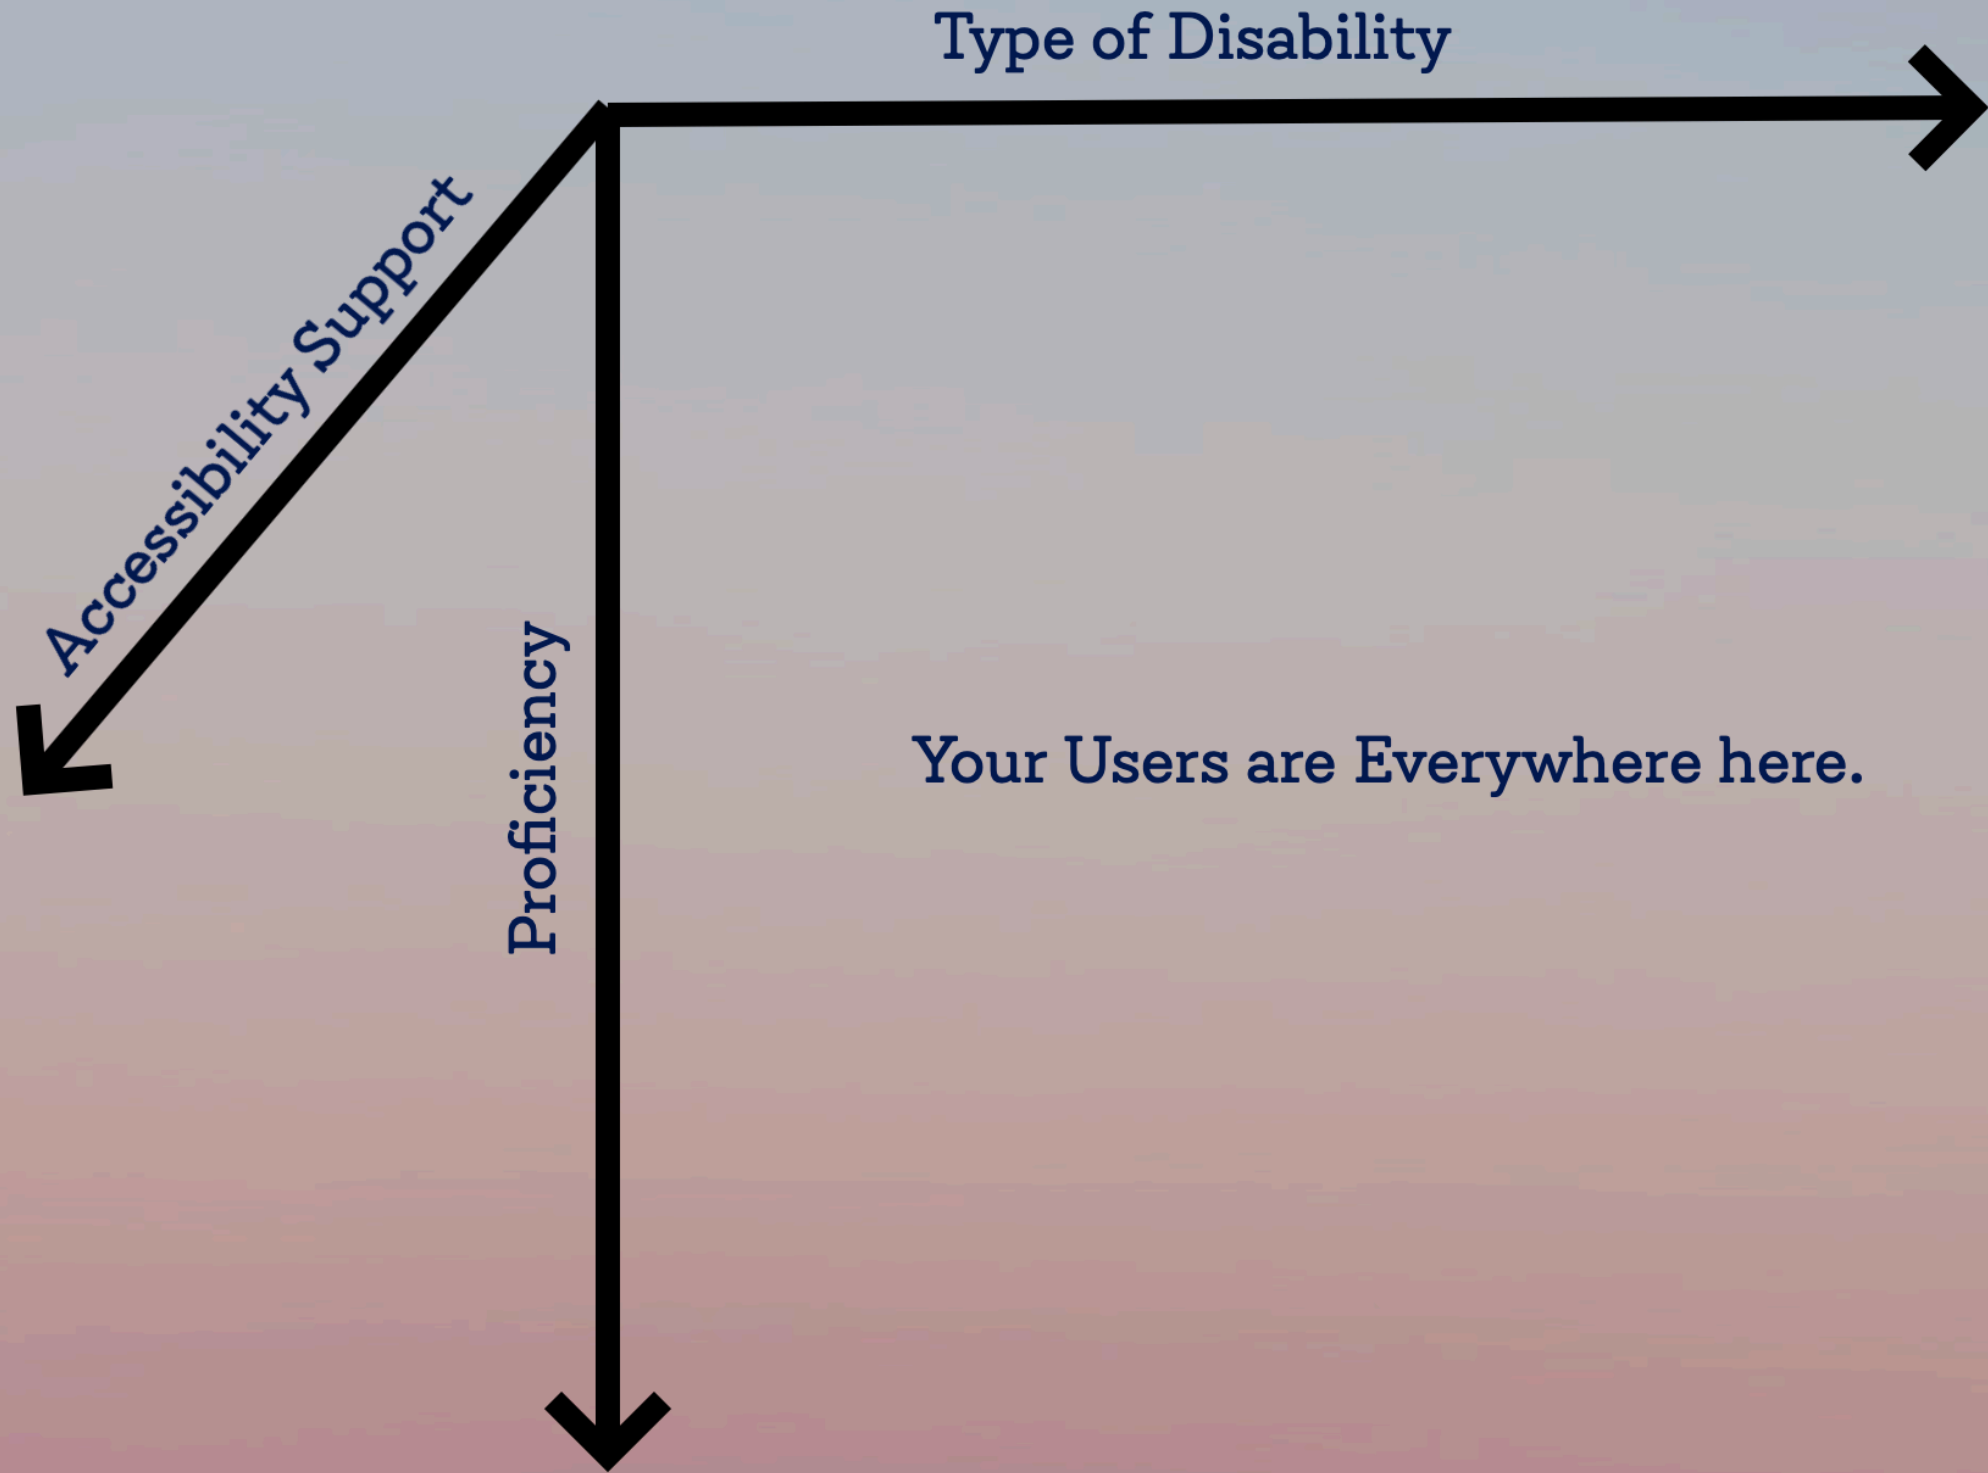 Type of Disability
Accessibility Support
Proficiency
Your Users are Everywhere here.